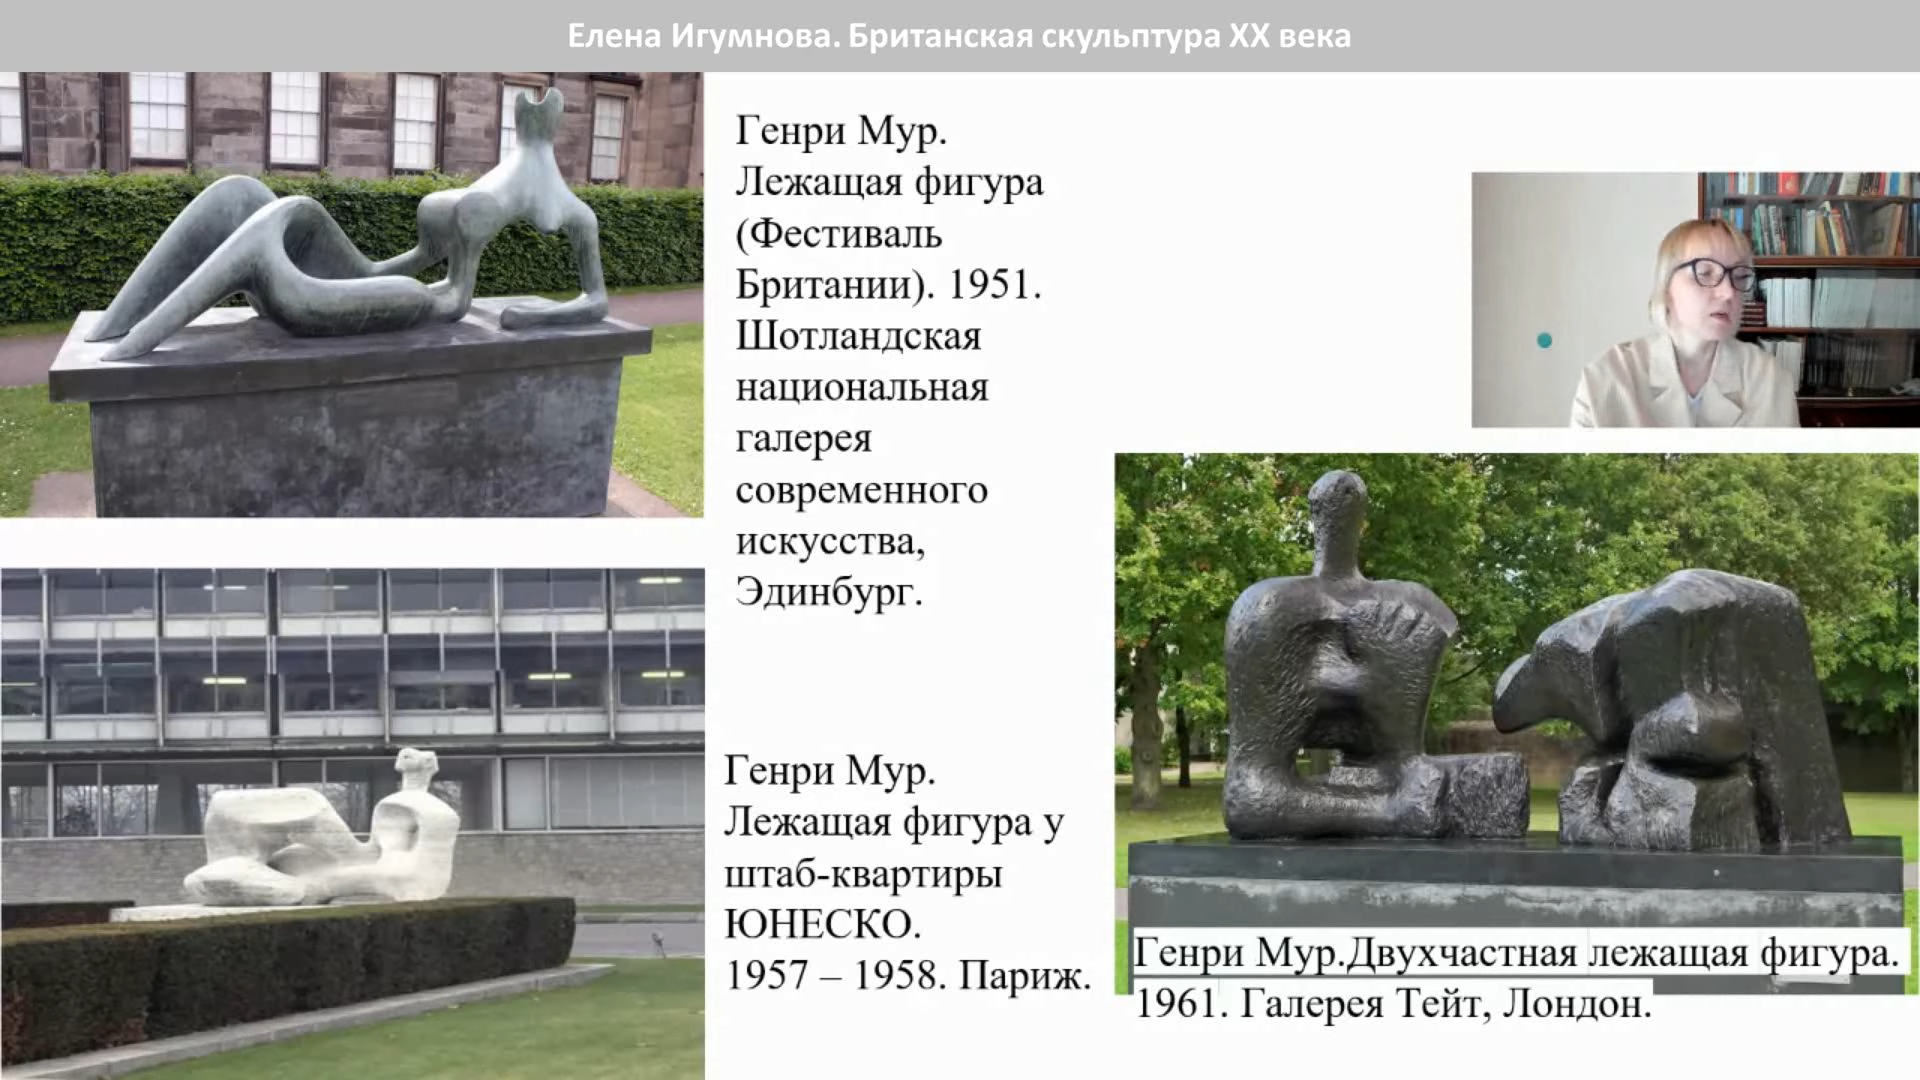 Елена Игумнова. Британская скульптура XX века
Генри Мур.
Лежащая фигура
(Фестиваль
Британии). 1951.
Шотландская
национальная
галерея
современного
искусства,
Эдинбург.
Генри Мур.
Лежащая фигура у
штаб-квартиры
ЮНЕСКО.
1957 – 1958. Париж.
Генри Мур.Двухчастная лежащая фигура.
1961. Галерея Тейт, Лондон.